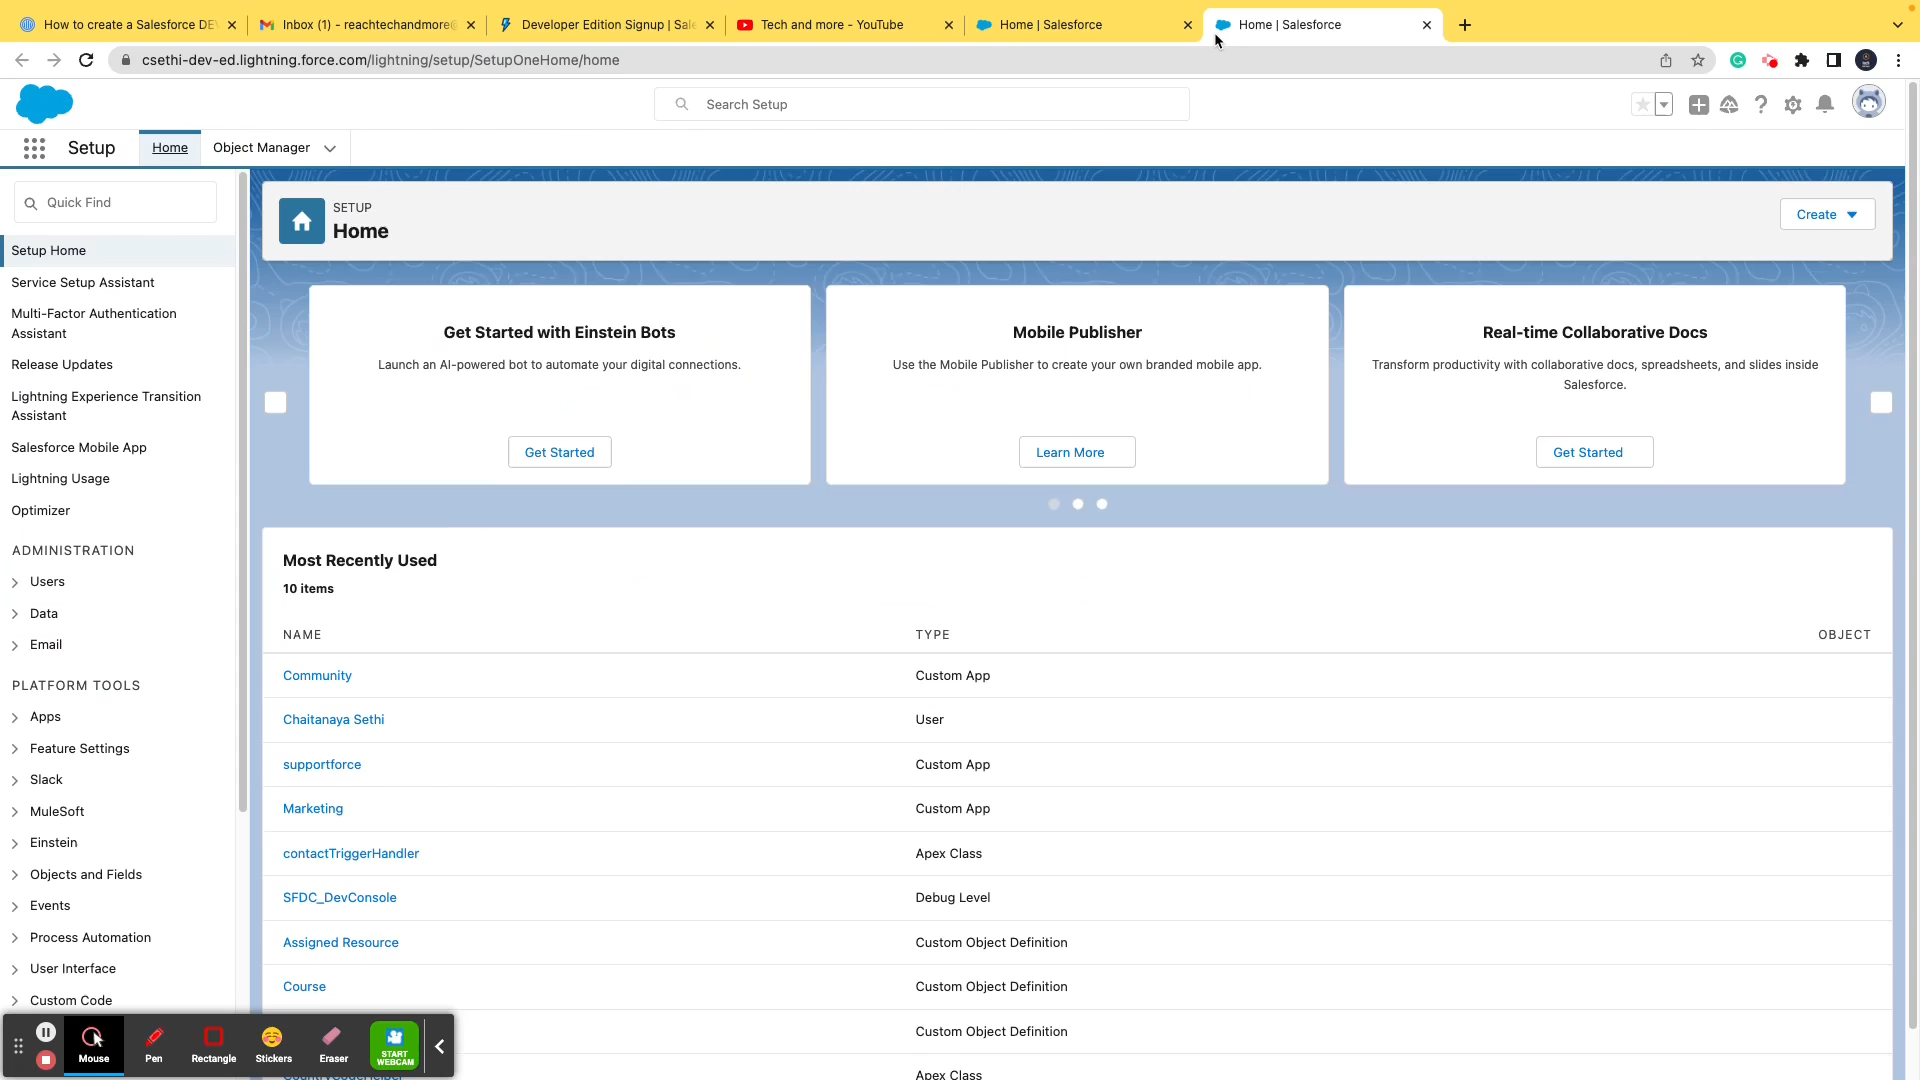 How to create a Salesforce DE
Inbox (1) - reachtechandmore@
Developer Edition Signup | Sal
Tech and more - YouTube
Home | Salesforce
Home | Salesforce
csethi-dev-ed.lightning.force.com/lightning/setup/SetupOneHome/home
Search Setup
Setup
Home
Object Manager
Quick Find
Setup Home
Service Setup Assistant
Multi-Factor Authentication
Assistant
Release Updates
Lightning Experience Transition
Assistant
Salesforce Mobile App
Lightning Usage
Optimizer
ADMINISTRATION
Users
Data
Email
PLATFORM TOOLS
Apps
Feature Settings
Slack
MuleSoft
Einstein
Objects and Fields
Events
Process Automation
User Interface
Custom Code
SETUP
Home
Create
Get Started with Einstein Bots
Launch an AI-powered bot to automate your digital connections.
Get Started
Mobile Publisher
Use the Mobile Publisher to create your own branded mobile app.
Learn More
Real-time Collaborative Docs
Transform productivity with collaborative docs, spreadsheets, and slides inside
Salesforce.
Get Started
Most Recently Used
10 items
NAME TYPE OBJECT
Community Custom App
Chaitanaya Sethi User
supportforce Custom App
Marketing Custom App
contactTriggerHandler Apex Class
SFDC_DevConsole Debug Level
Assigned Resource Custom Object Definition
Course Custom Object Definition
Custom Object Definition
Apex Class
Mouse
Pen
Rectangle
Stickers
Eraser
START
WEBCAM